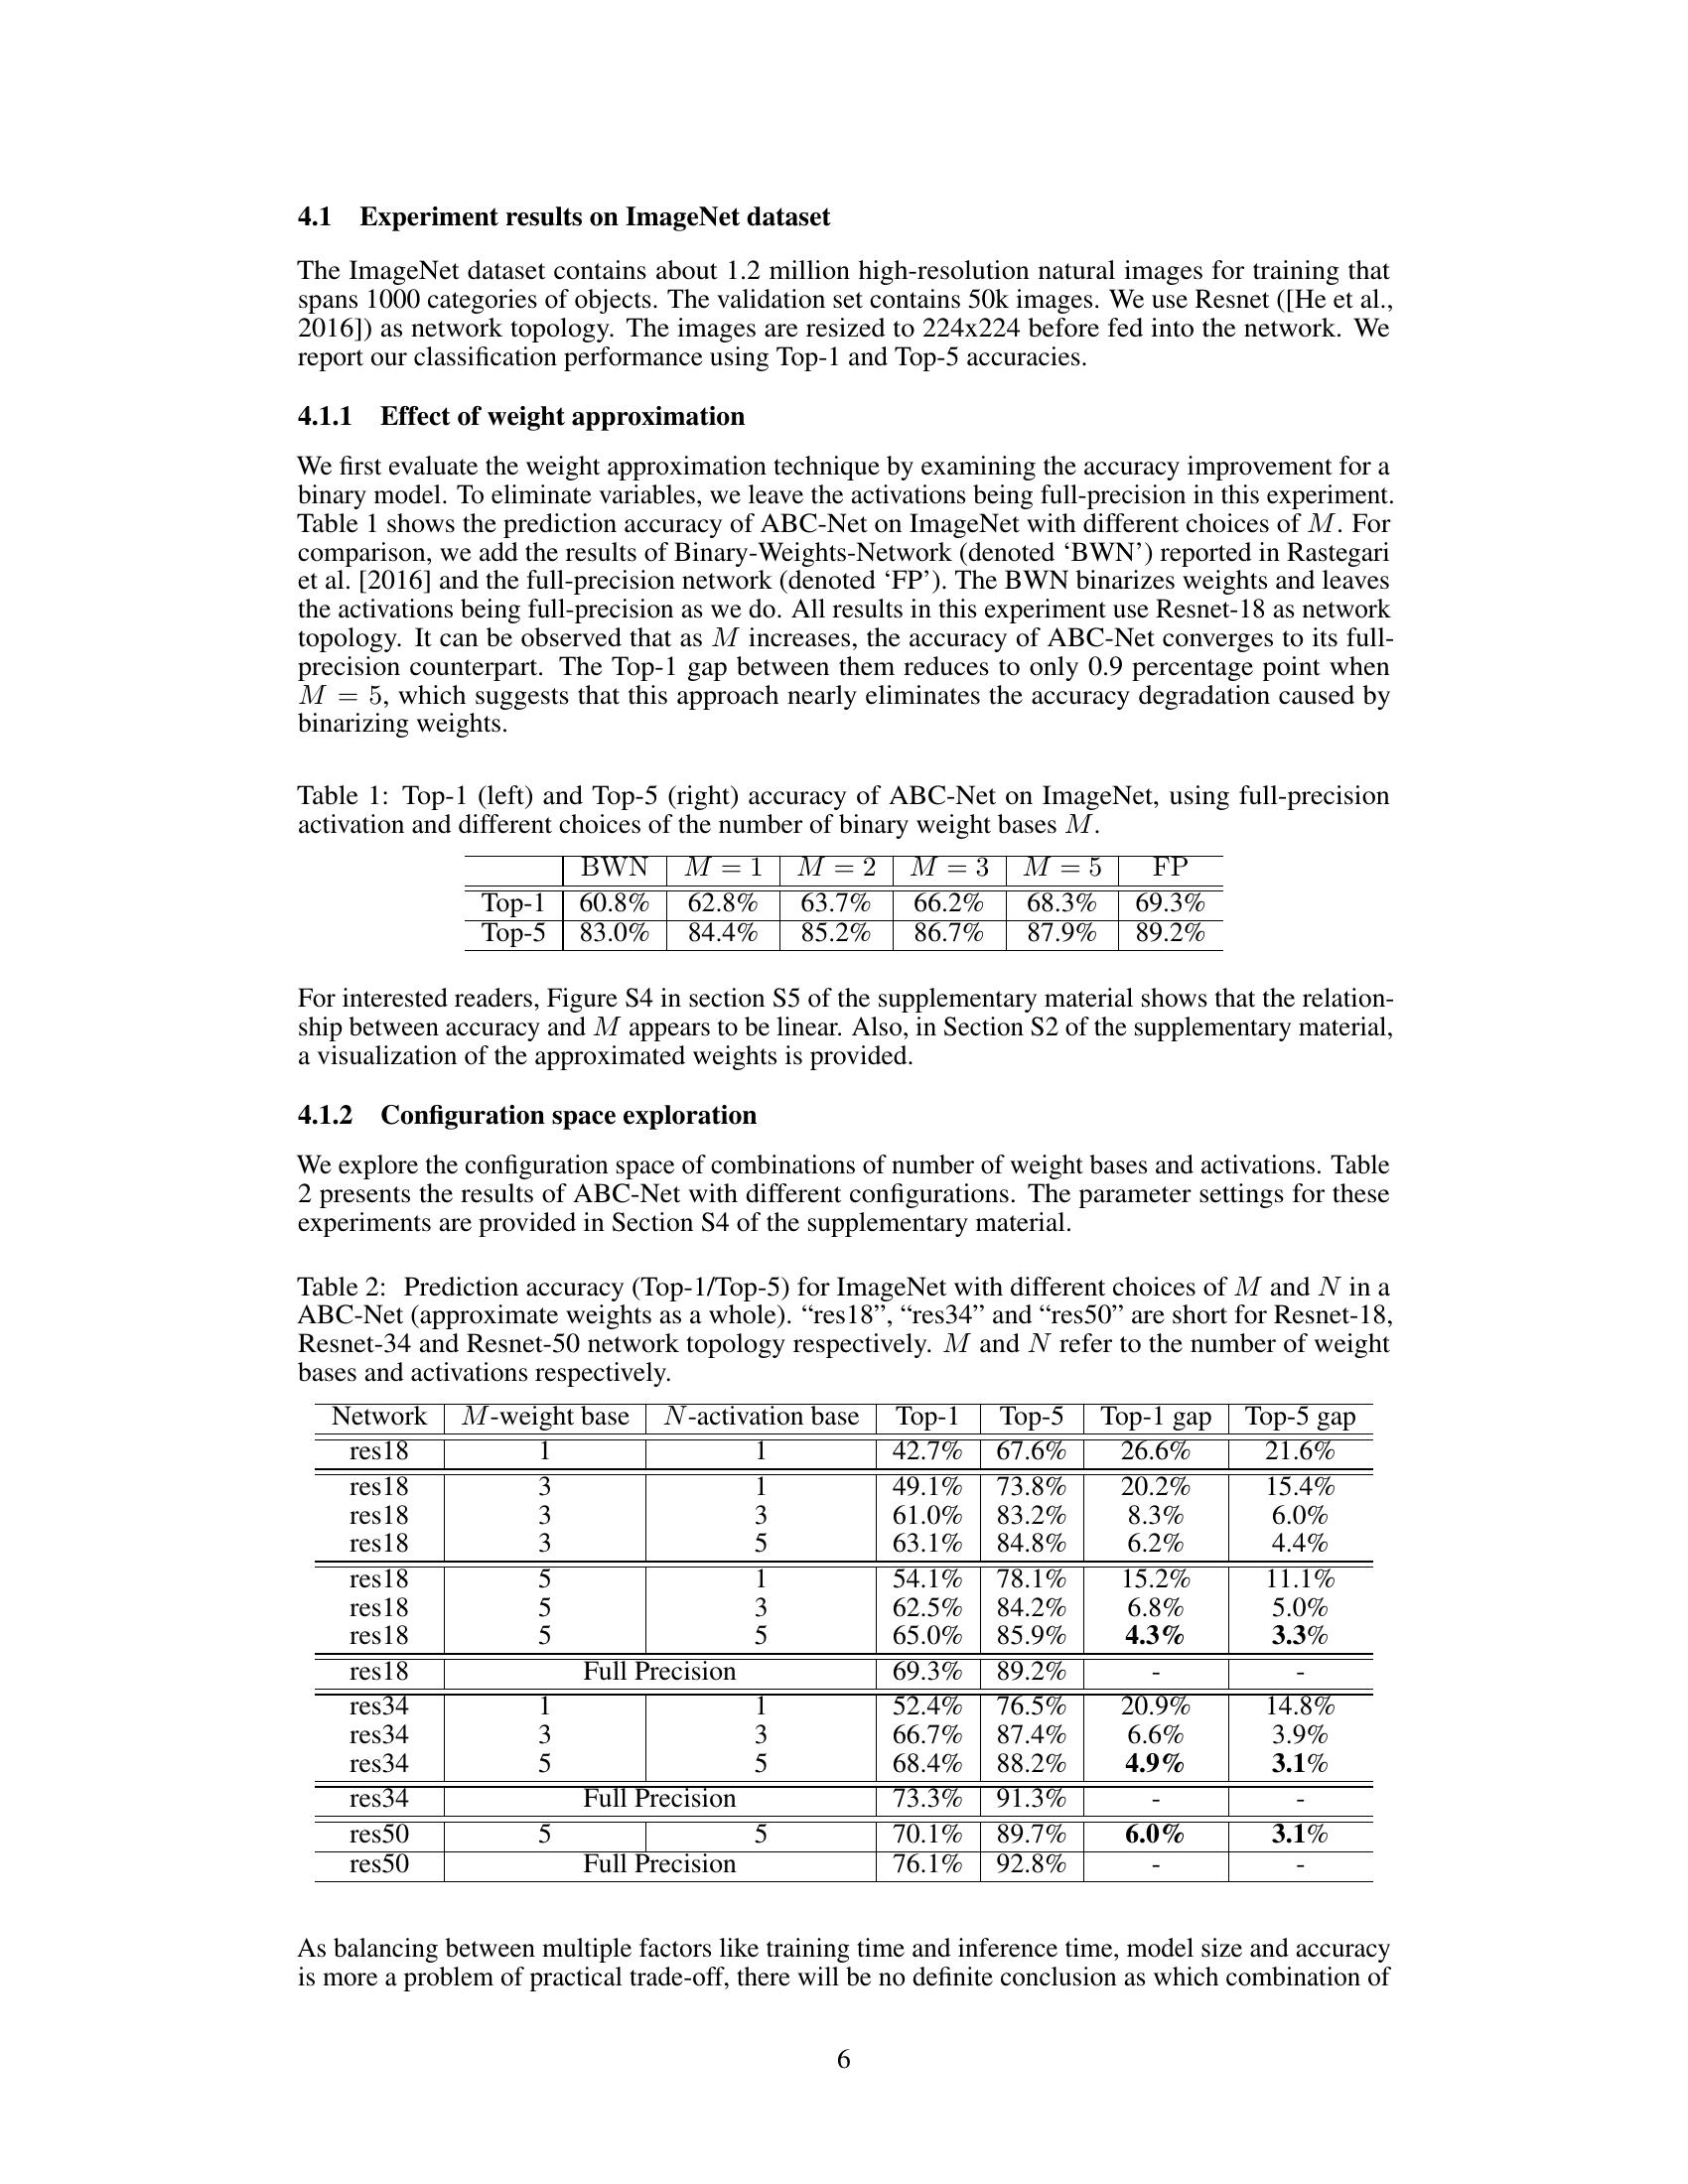 4.1 Experiment results on ImageNet dataset
The ImageNet dataset contains about 1.2 million high-resolution natural images for training that
spans 1000 categories of objects. The validation set contains 50k images. We use Resnet ([He et al.,
2016]) as network topology. The images are resized to 224x224 before fed into the network. We
report our classification performance using Top-1 and Top-5 accuracies.
4.1.1 Effect of weight approximation
We first evaluate the weight approximation technique by examining the accuracy improvement for a
binary model. To eliminate variables, we leave the activations being full-precision in this experiment.
Table 1 shows the prediction accuracy of ABC-Net on ImageNet with different choices of M. For
comparison, we add the results of Binary-Weights-Network (denoted ‘BWN’) reported in Rastegari
et al. [2016] and the full-precision network (denoted ‘FP’). The BWN binarizes weights and leaves
the activations being full-precision as we do. All results in this experiment use Resnet-18 as network
topology. It can be observed that as M increases, the accuracy of ABC-Net converges to its full-
precision counterpart. The Top-1 gap between them reduces to only 0.9 percentage point when
M = 5, which suggests that this approach nearly eliminates the accuracy degradation caused by
binarizing weights.
Table 1: Top-1 (left) and Top-5 (right) accuracy of ABC-Net on ImageNet, using full-precision
activation and different choices of the number of binary weight bases M.
BWN M = 1 M = 2 M = 3 M = 5 FP
Top-1 60.8% 62.8% 63.7% 66.2% 68.3% 69.3%
Top-5 83.0% 84.4% 85.2% 86.7% 87.9% 89.2%
For interested readers, Figure S4 in section S5 of the supplementary material shows that the relation-
ship between accuracy and M appears to be linear. Also, in Section S2 of the supplementary material,
a visualization of the approximated weights is provided.
4.1.2 Configuration space exploration
We explore the configuration space of combinations of number of weight bases and activations. Table
2 presents the results of ABC-Net with different configurations. The parameter settings for these
experiments are provided in Section S4 of the supplementary material.
Table 2: Prediction accuracy (Top-1/Top-5) for ImageNet with different choices of M and N in a
ABC-Net (approximate weights as a whole). “res18”, “res34” and “res50” are short for Resnet-18,
Resnet-34 and Resnet-50 network topology respectively. M and N refer to the number of weight
bases and activations respectively.
Network M-weight base N-activation base Top-1 Top-5 Top-1 gap Top-5 gap
res18 1 1 42.7% 67.6% 26.6% 21.6%
res18 3 1 49.1% 73.8% 20.2% 15.4%
res18 3 3 61.0% 83.2% 8.3% 6.0%
res18 3 5 63.1% 84.8% 6.2% 4.4%
res18 5 1 54.1% 78.1% 15.2% 11.1%
res18 5 3 62.5% 84.2% 6.8% 5.0%
res18 5 5 65.0% 85.9% 4.3% 3.3%
res18 Full Precision 69.3% 89.2% - -
res34 1 1 52.4% 76.5% 20.9% 14.8%
res34 3 3 66.7% 87.4% 6.6% 3.9%
res34 5 5 68.4% 88.2% 4.9% 3.1%
res34 Full Precision 73.3% 91.3% - -
res50 5 5 70.1% 89.7% 6.0% 3.1%
res50 Full Precision 76.1% 92.8% - -
As balancing between multiple factors like training time and inference time, model size and accuracy
is more a problem of practical trade-off, there will be no definite conclusion as which combination of
6